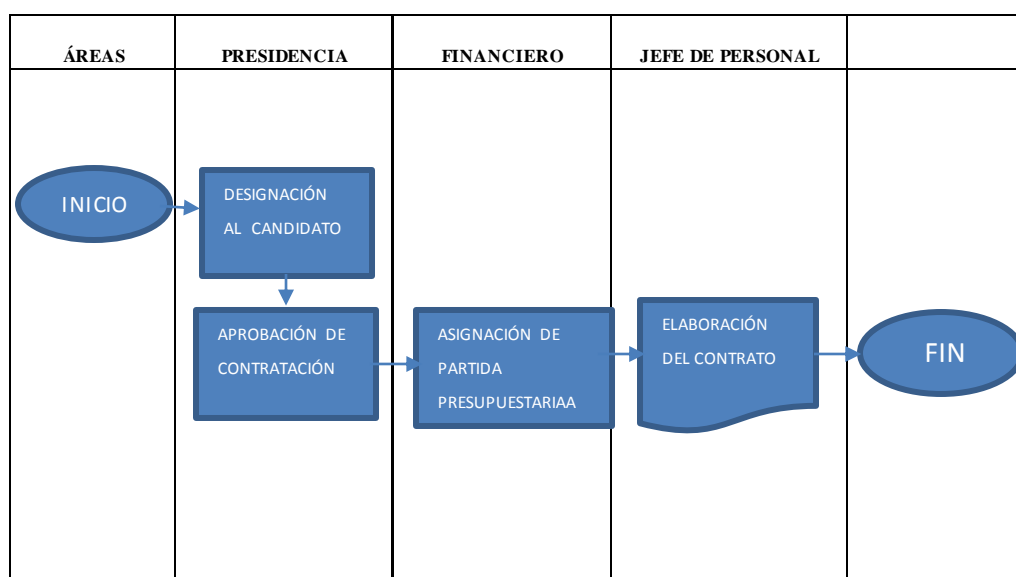 ÁREAS
PRESIDENCIA
FINANCIERO
JEFE DE PERSONAL
INICIO
DESIGNACIÓN
AL CANDIDATO
APROBACIÓN DE
CONTRATACIÓN
ASIGNACIÓN DE
PARTIDA
PRESUPUESTARIAA
ELABORACIÓN
DEL CONTRATO
FIN